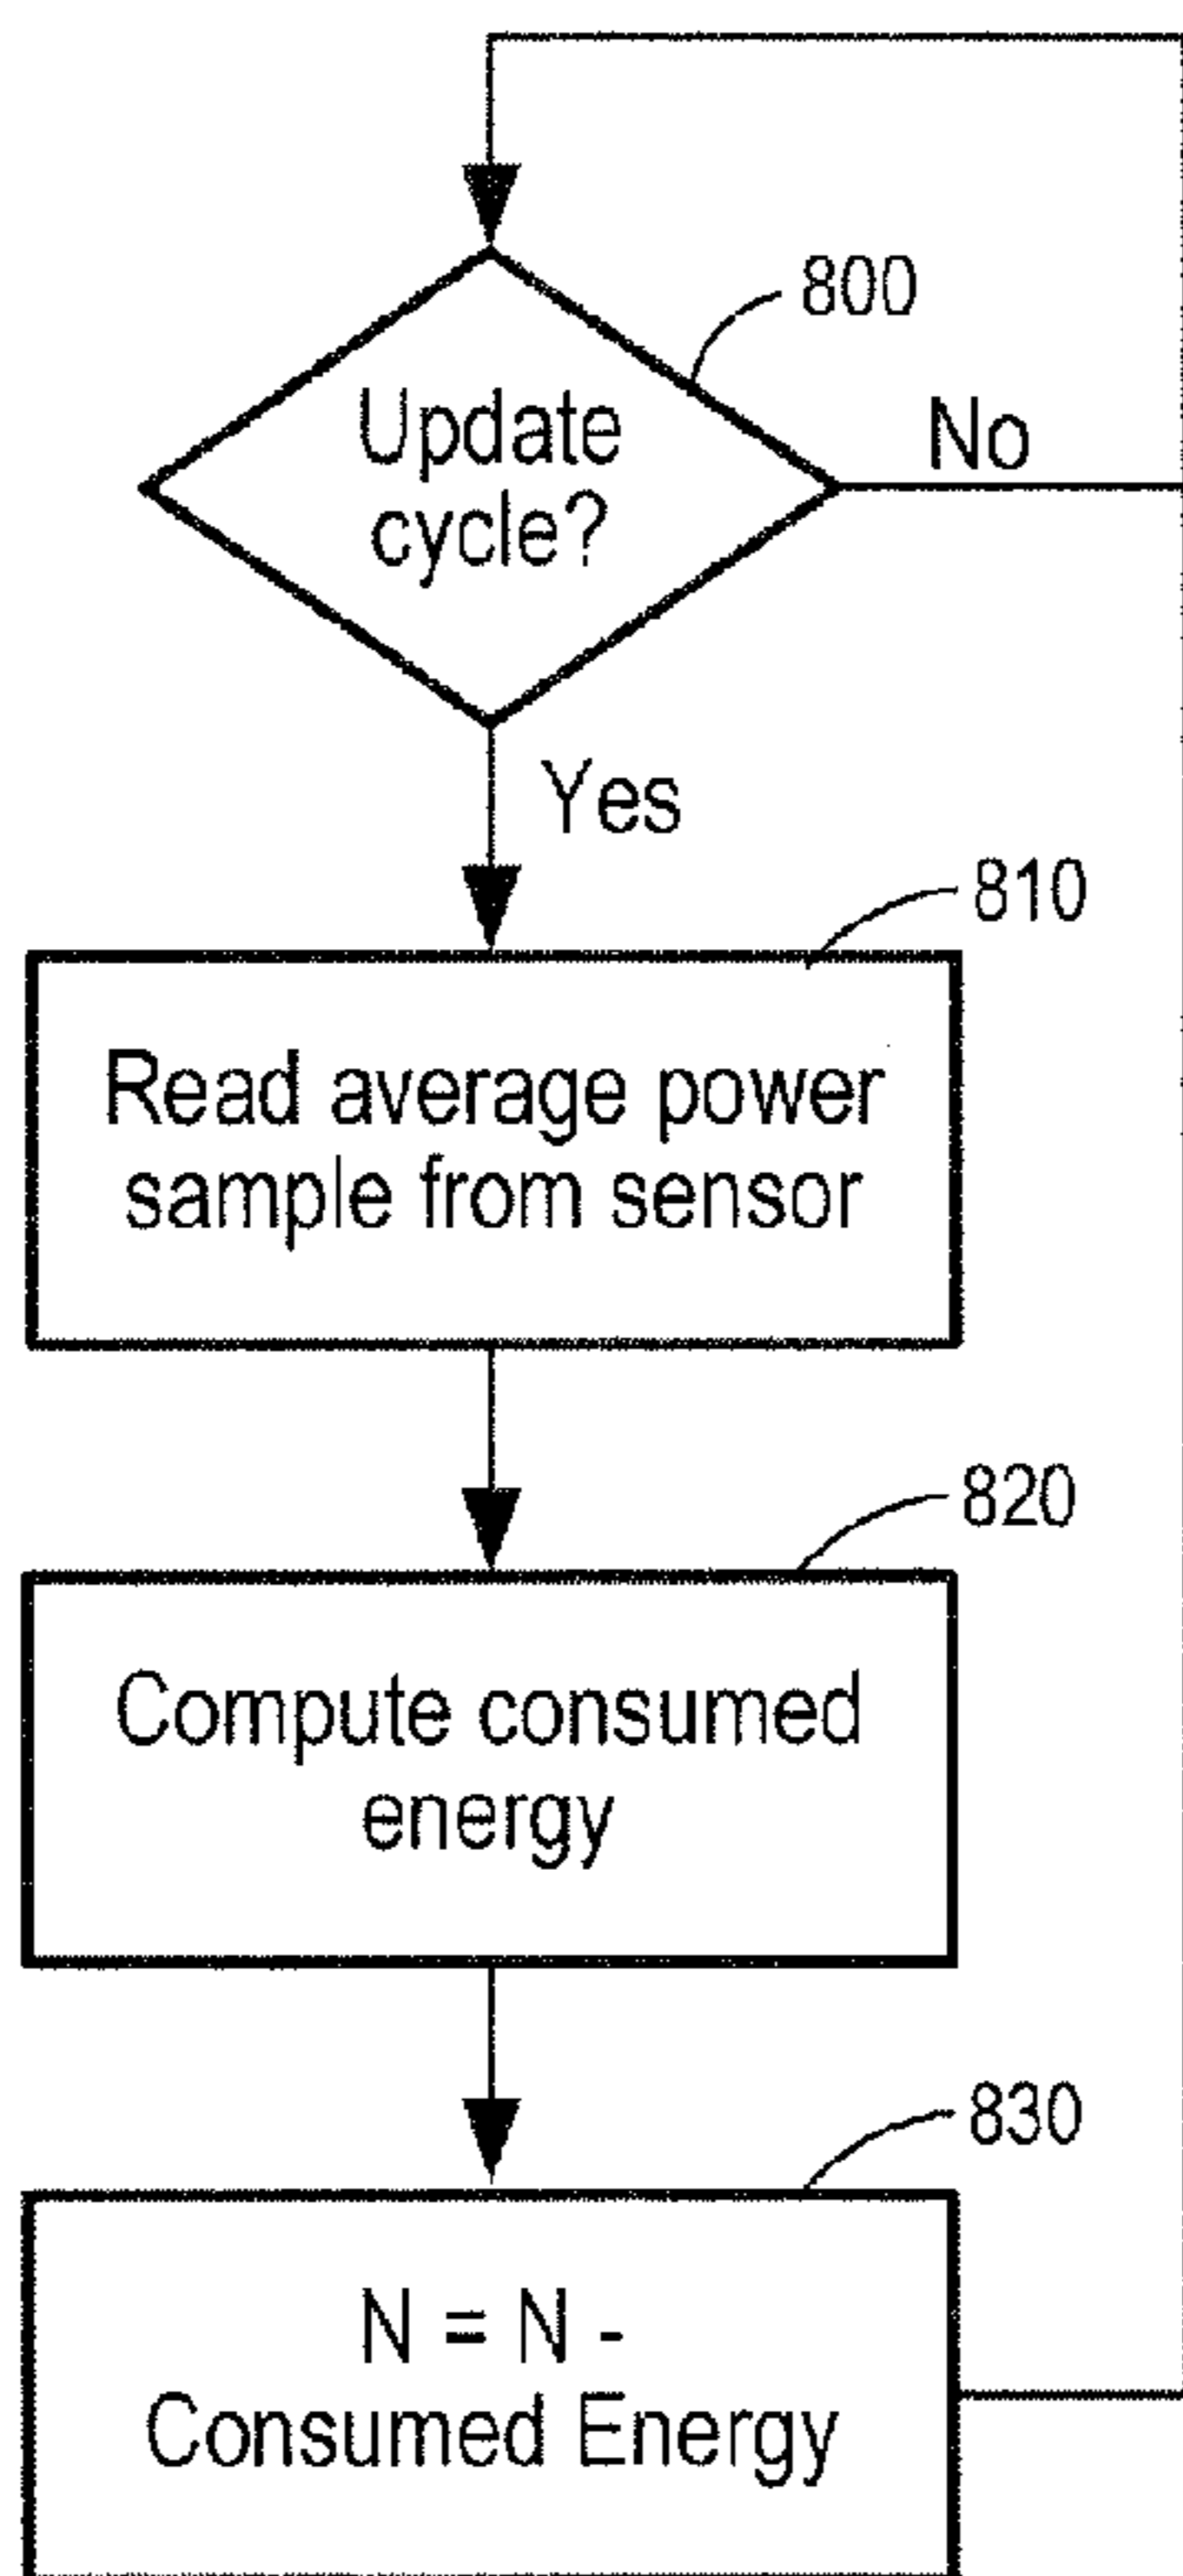 800
Update
cycle?
No
Yes
810
Read average power
sample from sensor
820
Compute consumed
energy
830
N = N -
Consumed Energy